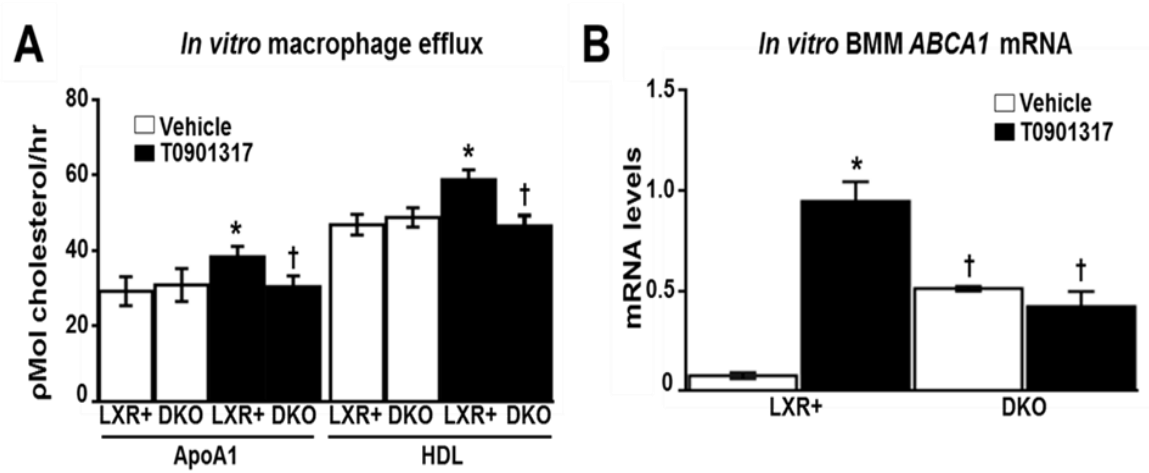 A
In vitro macrophage efflux
80
60
40
20
0
ρMol cholesterol/hr
Vehicle
T0901317
*
†
*
†
LXR+ DKO LXR+ DKO LXR+ DKO LXR+ DKO
ApoA1 HDL
B
In vitro BMM ABCA1 mRNA
1.5
1.0
0.5
0
mRNA levels
Vehicle
T0901317
*
†
†
LXR+ DKO